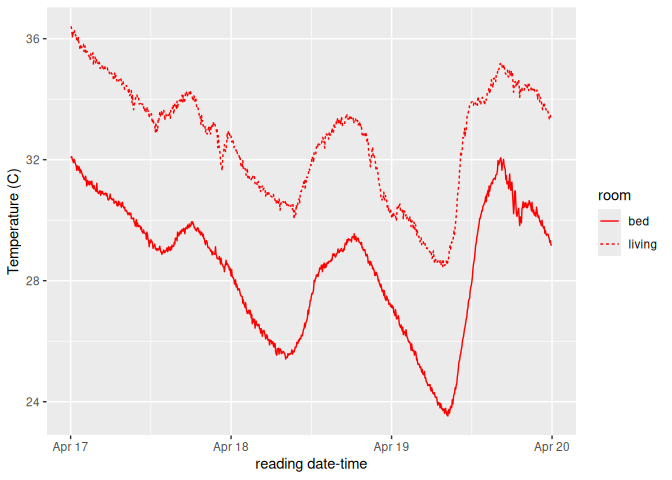 36
32
28
24
Temperature (C)
Apr 17
Apr 18
Apr 19
Apr 20
reading date-time
room
bed
living